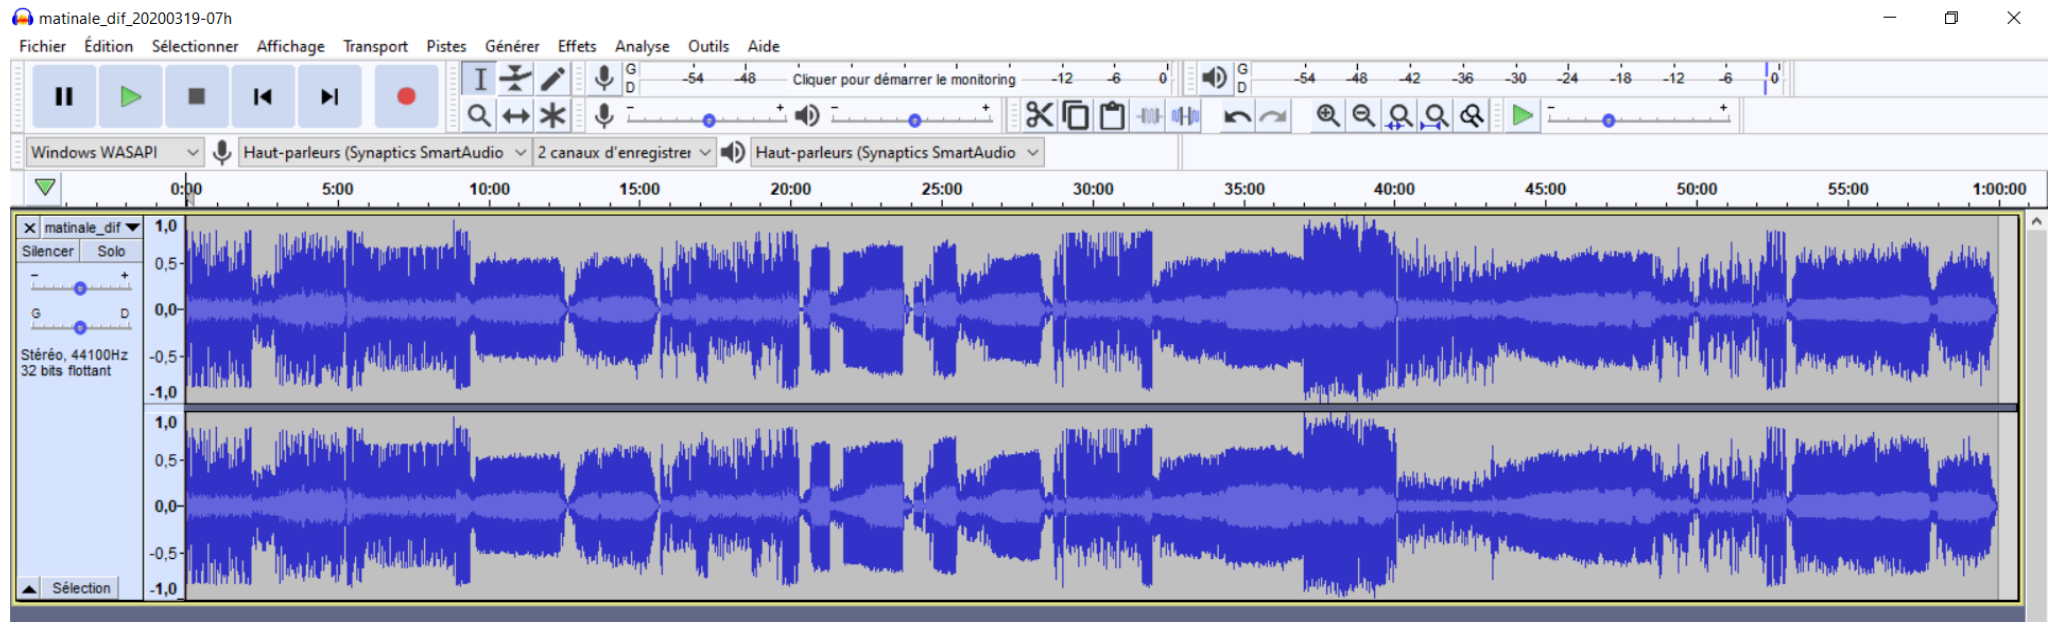 matinale_dif_20200319-07h
Fichier Édition Sélectionner Affichage Transport Pistes Générer Effets Analyse Outils Aide
G
D
-54 -48 Cliquer pour démarrer le monitoring -12 -6 0
G
D
-54 -48 -42 -36 -30 -24 -18 -12 -6 0
- + - + - +
Windows WASAPI Haut-parleurs (Synaptics SmartAudio 2 canaux d'enregistrer Haut-parleurs (Synaptics SmartAudio
0:00 5:00 10:00 15:00 20:00 25:00 30:00 35:00 40:00 45:00 50:00 55:00 1:00:00
matinale_dif
Silencer Solo
- +
G D
Stéréo, 44100Hz
32 bits flottant
Sélection
1,0
0,5-
0,0-
-0,5-
-1,0
1,0
0,5-
0,0-
-0,5-
-1,0